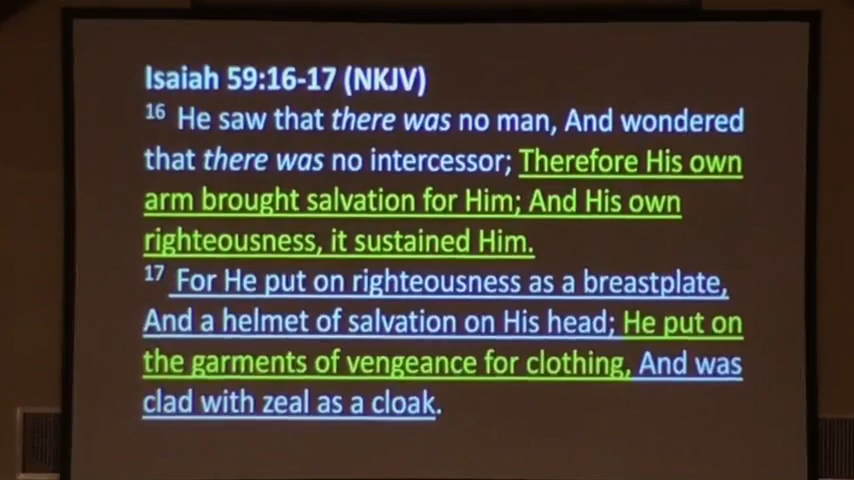 Isaiah 59:16-17 (NKJV)
16 He saw that there was no man, And wondered
that there was no intercessor; Therefore His own
arm brought salvation for Him; And His own
righteousness, it sustained Him.
17 For He put on righteousness as a breastplate,
And a helmet of salvation on His head; He put on
the garments of vengeance for clothing, And was
clad with zeal as a cloak.